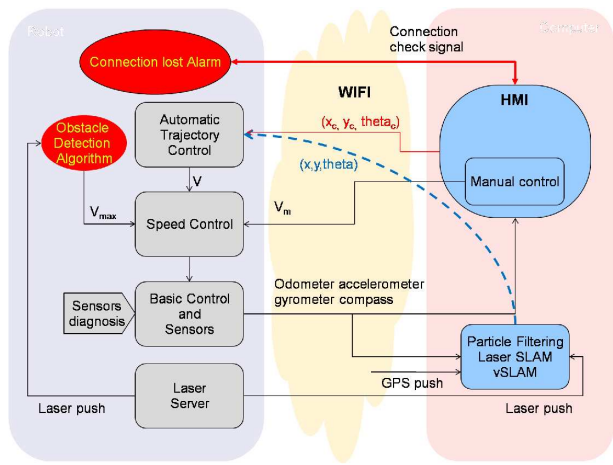 Robot
Computer
Connection
check signal
Connection lost Alarm
WIFI
HMI
Automatic
Trajectory
Control
(xc, yc, thetac)
Obstacle
Detection
Algorithm
(x,y,theta)
Manual control
V
Vmax
Speed Control
Vm
Odometer accelerometer
gyrometer compass
Sensors
diagnosis
Basic Control
and
Sensors
Particle Filtering
Laser SLAM
vSLAM
GPS push
Laser
Server
Laser push
Laser push